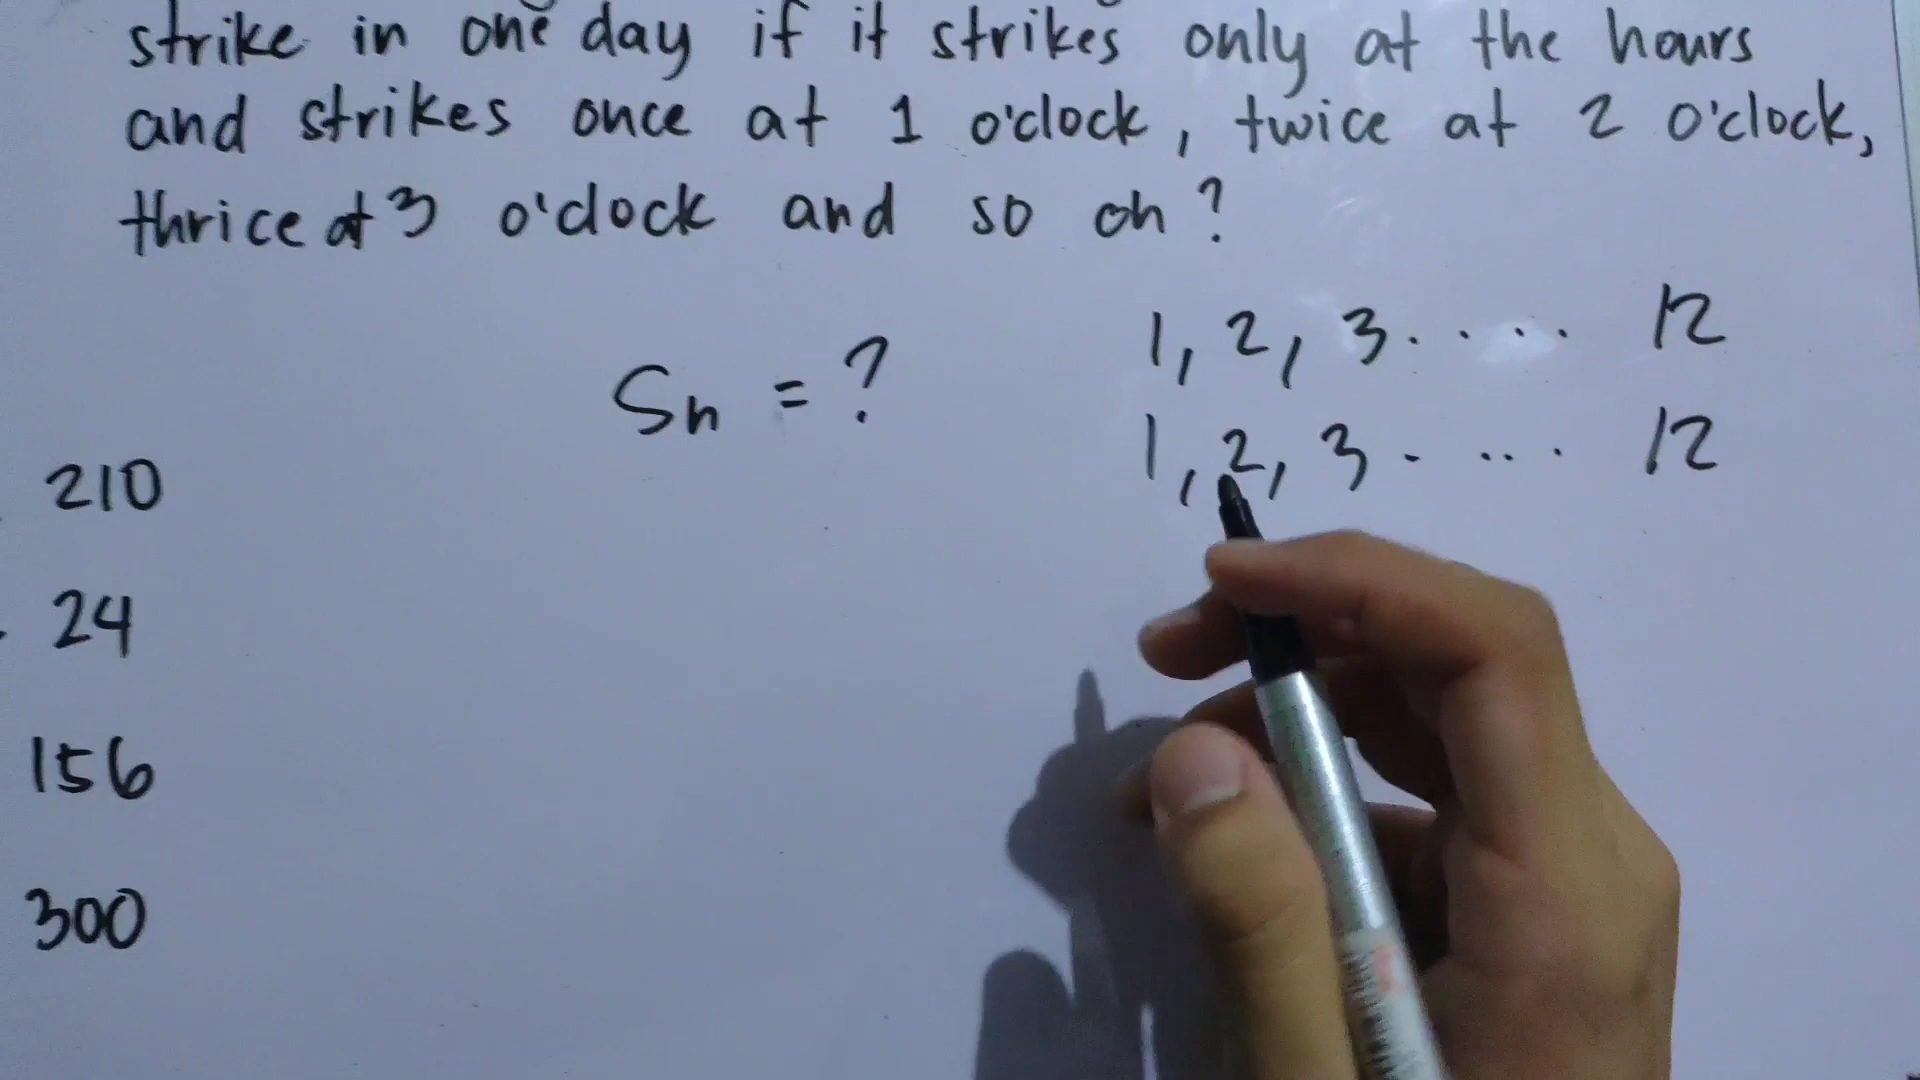 strike in one day if it strikes only at the hours
and strikes once at 1 o'clock, twice at 2 o'clock,
thrice at 3 o'clock and so on?
1, 2, 3 . . . . 12
Sn = ?
1, 2, 3 . . . . . 12
210
24
156
300